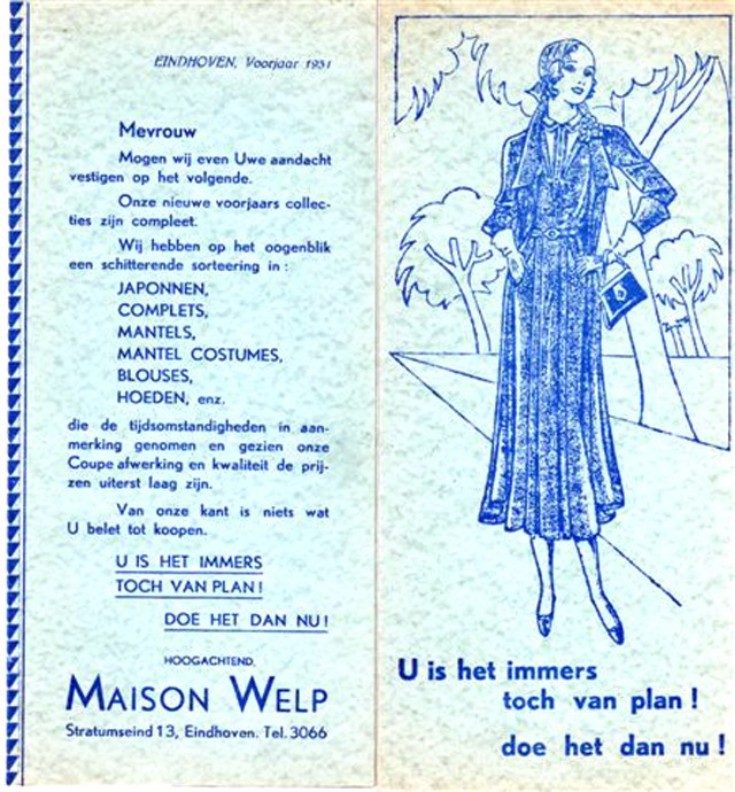 EINDHOVEN, Voorjaar 1931
Mevrouw
Mogen wij even Uwe aandacht
vestigen op het volgende.
Onze nieuwe voorjaars collec-
ties zijn compleet.
Wij hebben op het oogenblik
een schitterende sorteering in :
JAPONNEN,
COMPLETS,
MANTELS,
MANTEL COSTUMES,
BLOUSES,
HOEDEN, enz.
die de tijdsomstandigheden in aan-
merking genomen en gezien onze
Coupe afwerking en kwaliteit de prij-
zen uiterst laag zijn.
Van onze kant is niets wat
U belet tot koopen.
U IS HET IMMERS
TOCH VAN PLAN !
DOE HET DAN NU !
HOOGACHTEND,
MAISON WELP
Stratumseind 13, Eindhoven. Tel. 3066
U is het immers
toch van plan !
doe het dan nu !